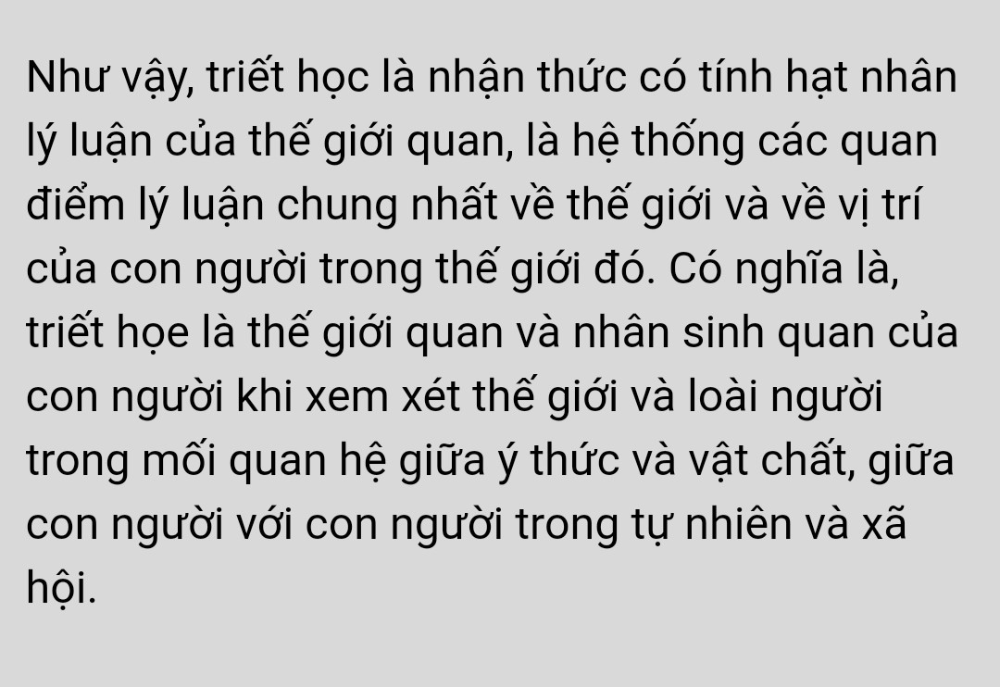 Như vậy, triết học là nhận thức có tính hạt nhân
lý luận của thế giới quan, là hệ thống các quan
điểm lý luận chung nhất về thế giới và về vị trí
của con người trong thế giới đó. Có nghĩa là,
triết họe là thế giới quan và nhân sinh quan của
con người khi xem xét thế giới và loài người
trong mối quan hệ giữa ý thức và vật chất, giữa
con người với con người trong tự nhiên và xã
hội.